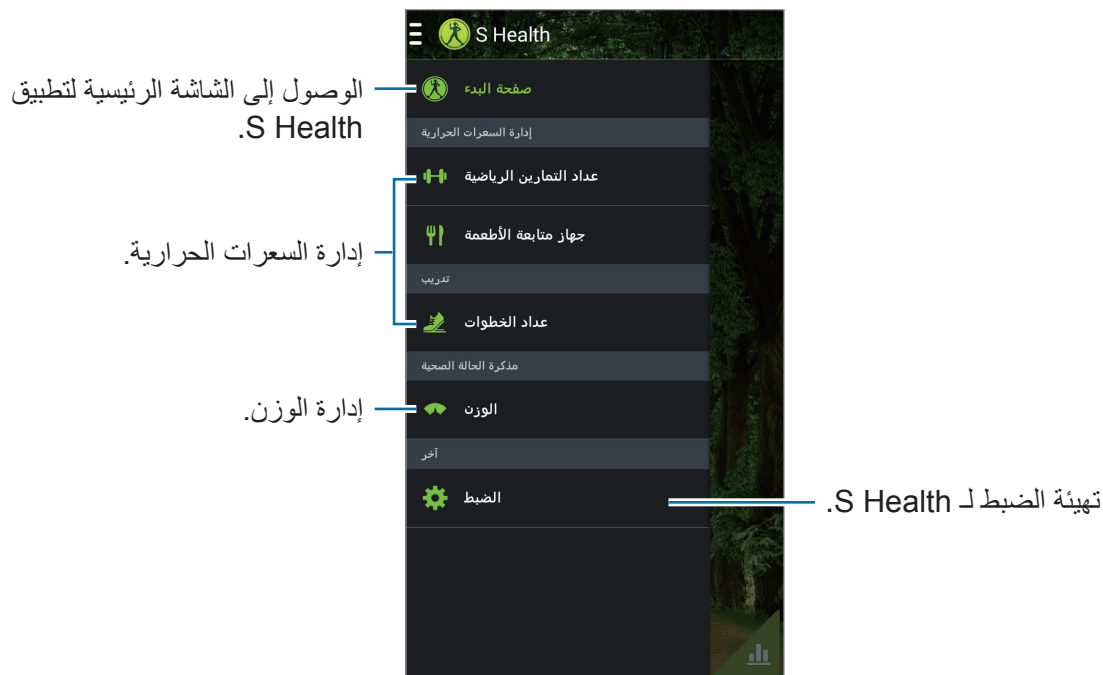 S Health
صفحة البدء
الوصول إلى الشاشة الرئيسية لتطبيق
S Health.
إدارة السعرات الحرارية
عداد التمارين الرياضية
جهاز متابعة الأطعمة
إدارة السعرات الحرارية.
تدريب
عداد الخطوات
مذكرة الحالة الصحية
الوزن
إدارة الوزن.
آخر
الضبط
تهيئة الضبط لـ S Health.